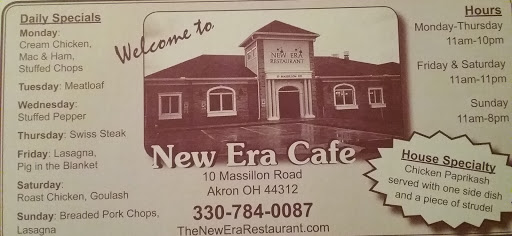 Daily Specials
Monday:
Cream Chicken,
Mac & Ham,
Stuffed Chops
Tuesday: Meatloaf
Wednesday:
Stuffed Pepper
Thursday: Swiss Steak
Friday: Lasagna,
Pig in the Blanket
Saturday:
Roast Chicken, Goulash
Sunday: Breaded Pork Chops,
Lasagna
Welcome to
NEW ERA
RESTAURANT
New Era Cafe
10 Massillon Road
Akron OH 44312
330-784-0087
TheNewEraRestaurant.com
Hours
Monday-Thursday
11am-10pm
Friday & Saturday
11am-11pm
Sunday
11am-8pm
House Specialty
Chicken Paprikash
served with one side dish
and a piece of strudel